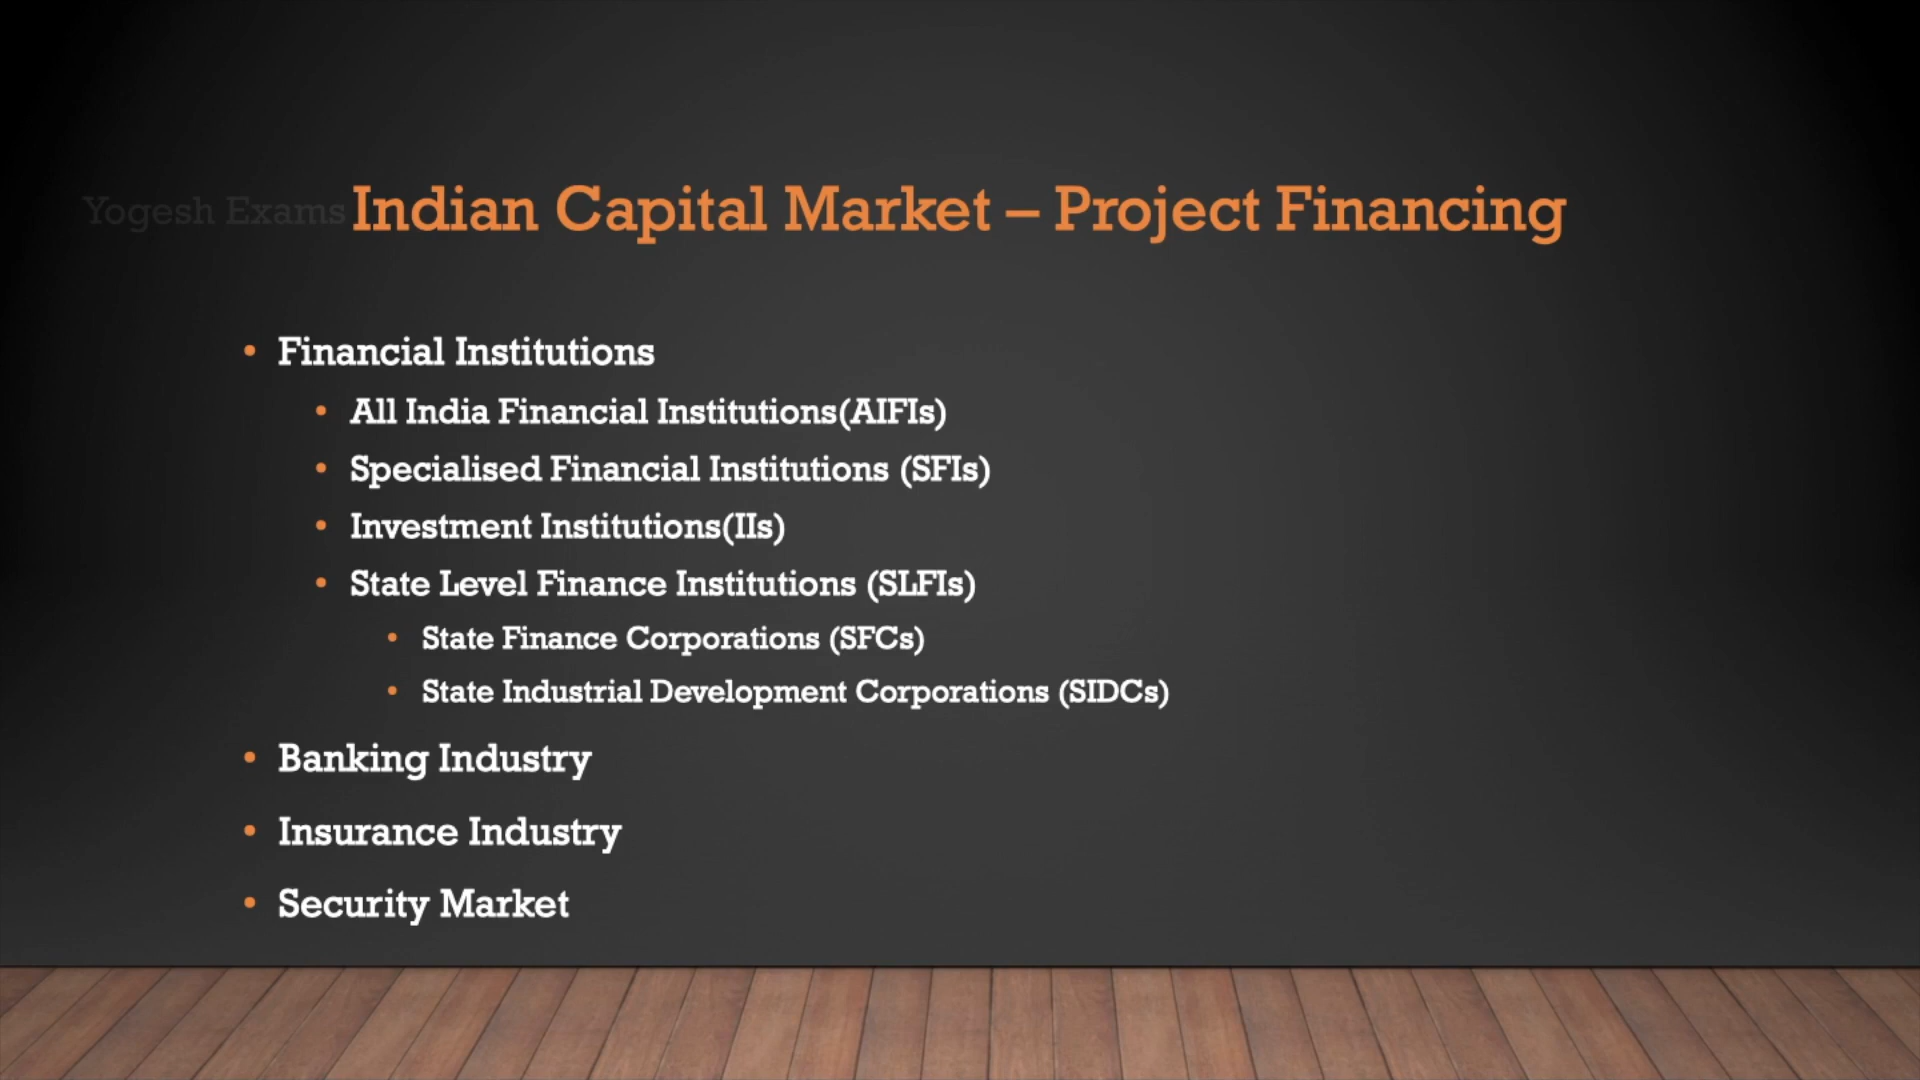 Yogesh Exams
Indian Capital Market – Project Financing
• Financial Institutions
• All India Financial Institutions(AIFIs)
• Specialised Financial Institutions (SFIs)
• Investment Institutions(IIs)
• State Level Finance Institutions (SLFIs)
• State Finance Corporations (SFCs)
• State Industrial Development Corporations (SIDCs)
• Banking Industry
• Insurance Industry
• Security Market